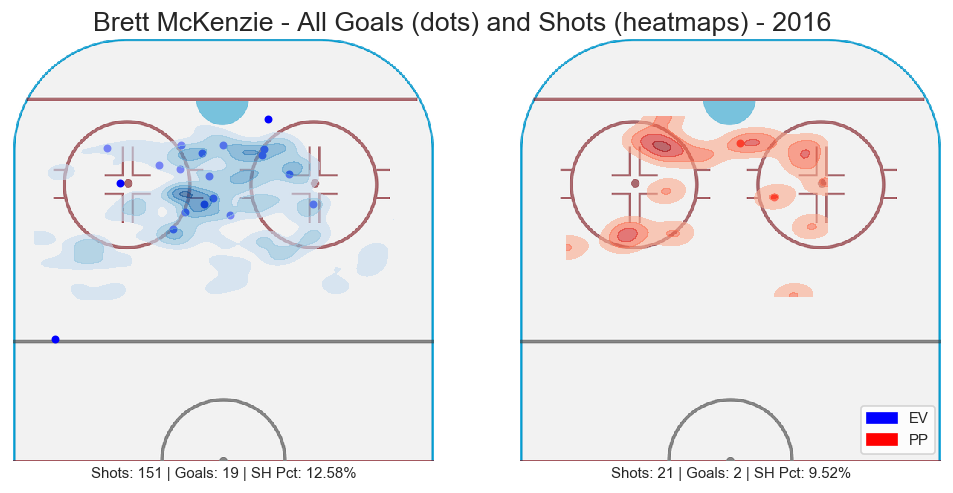 Brett McKenzie - All Goals (dots) and Shots (heatmaps) - 2016
EV
PP
Shots: 151 | Goals: 19 | SH Pct: 12.58%
Shots: 21 | Goals: 2 | SH Pct: 9.52%